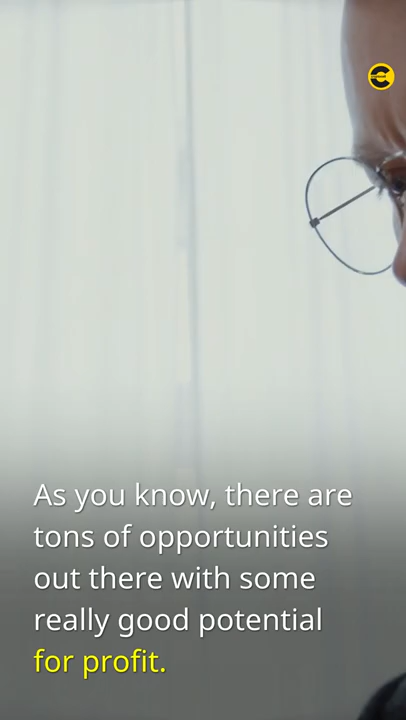 As you know, there are
tons of opportunities
out there with some
really good potential
for profit.